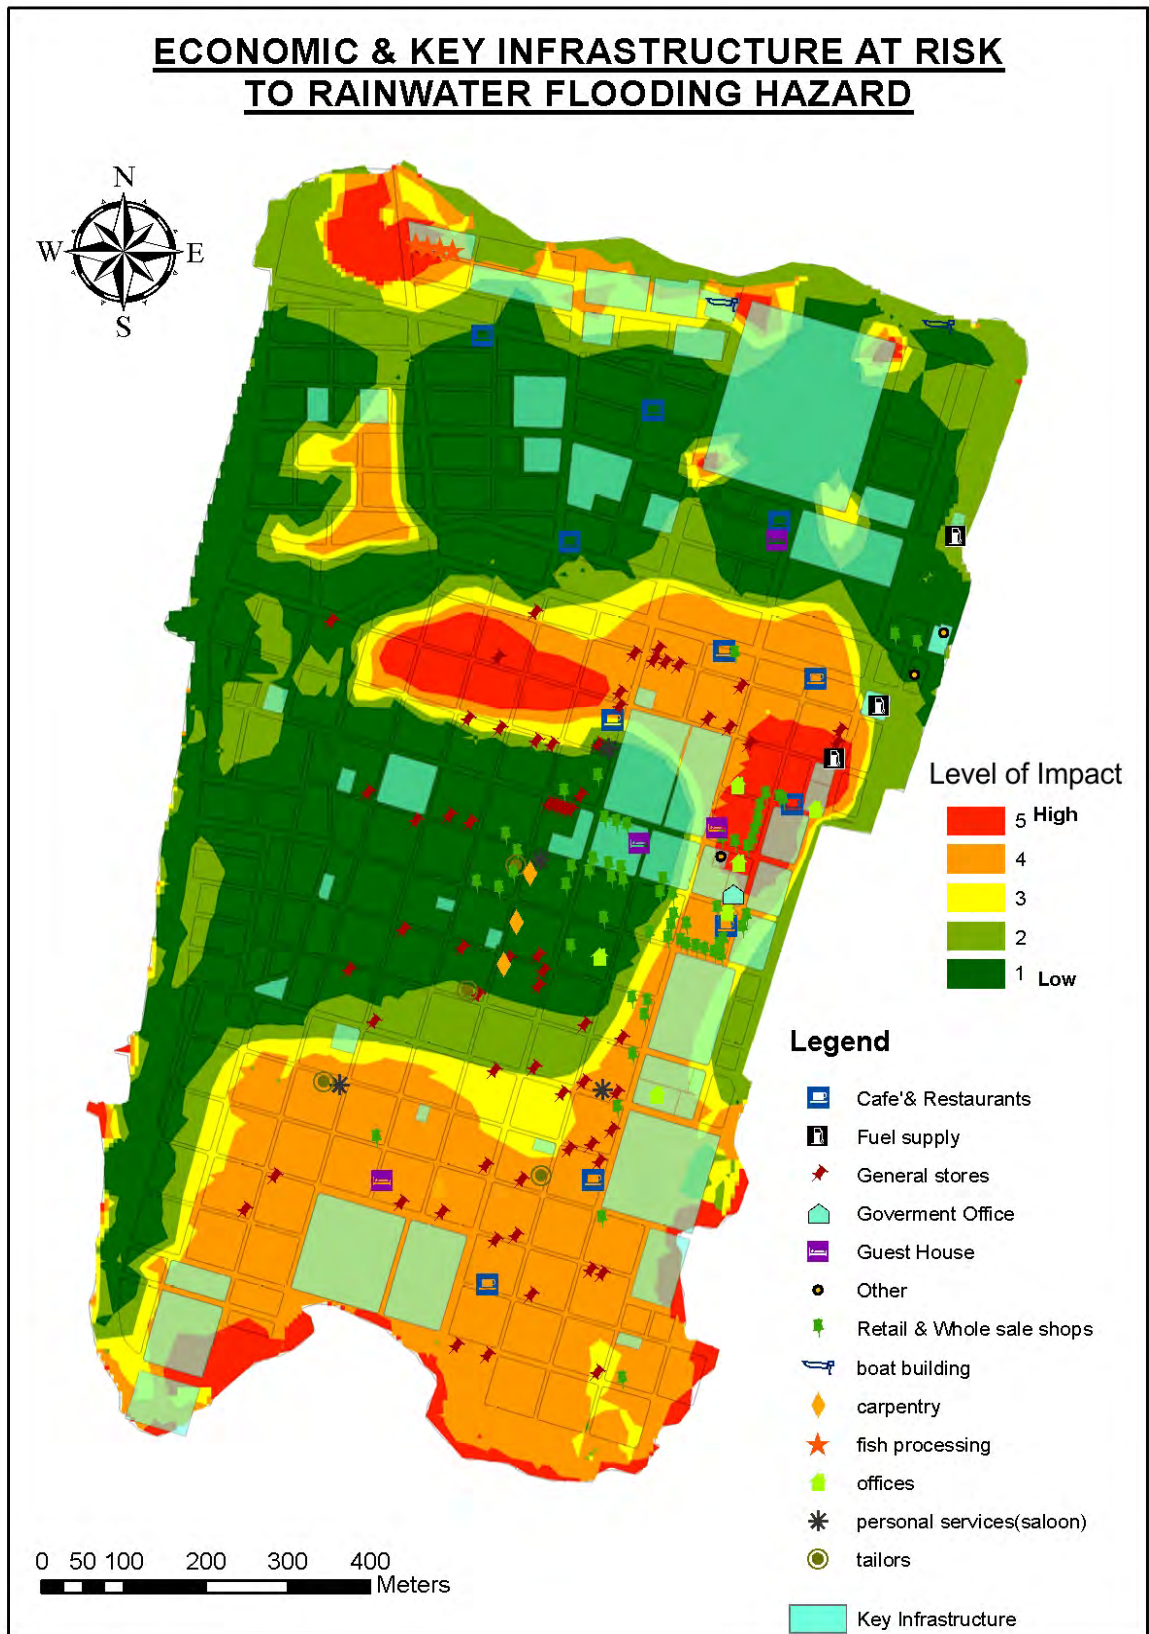 ECONOMIC & KEY INFRASTRUCTURE AT RISK
TO RAINWATER FLOODING HAZARD
N
W E
S
Level of Impact
5 High
4
3
2
1 Low
Legend
Cafe'& Restaurants
Fuel supply
General stores
Goverment Office
Guest House
Other
Retail & Whole sale shops
boat building
carpentry
fish processing
offices
personal services(saloon)
tailors
Key Infrastructure
0 50 100 200 300 400
Meters